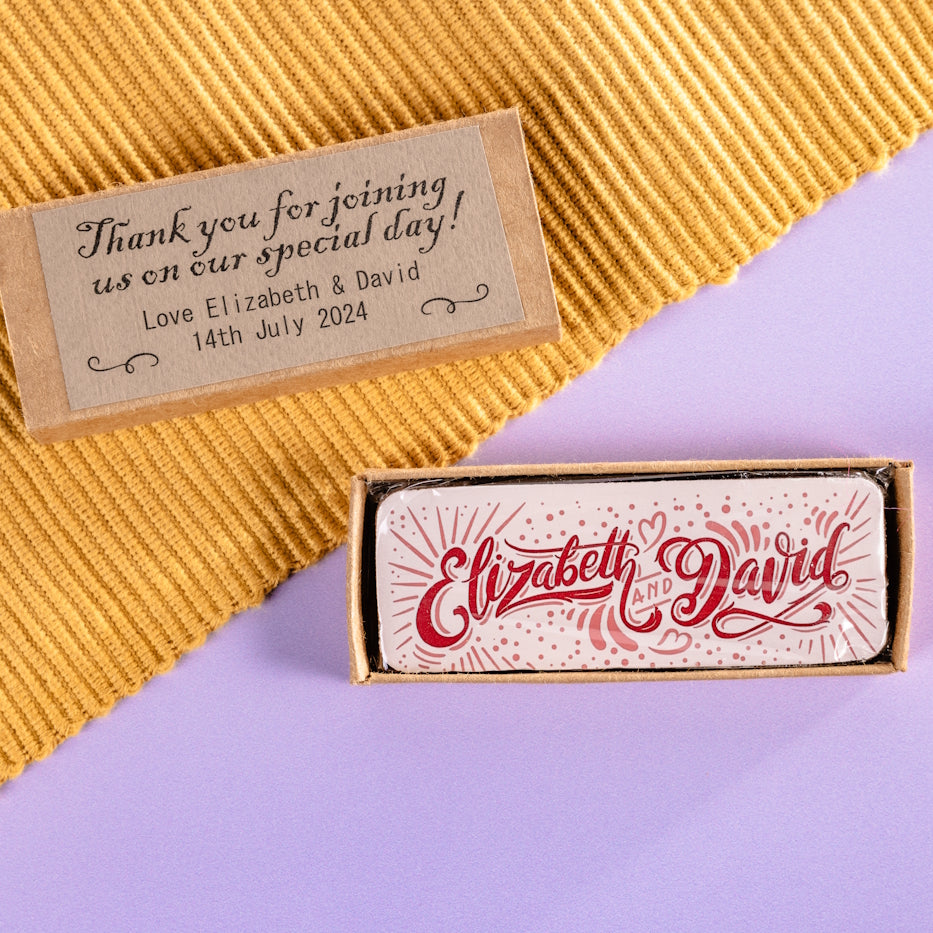 Thank you for joining
us on our special day!
Love Elizabeth & David
14th July 2024
Elizabeth AND David